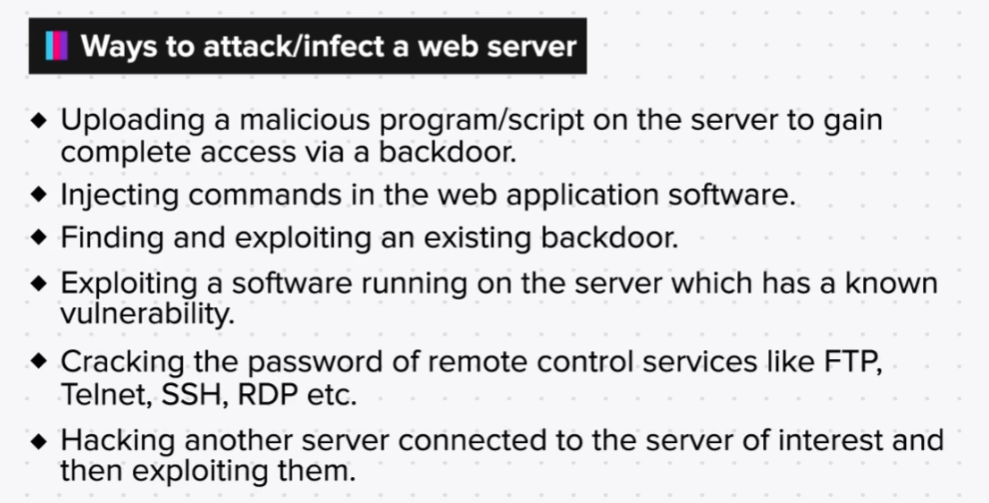 Ways to attack/infect a web server
◆ Uploading a malicious program/script on the server to gain
complete access via a backdoor.
◆ Injecting commands in the web application software.
◆ Finding and exploiting an existing backdoor.
◆ Exploiting a software running on the server which has a known
vulnerability.
◆ Cracking the password of remote control services like FTP,
Telnet, SSH, RDP etc.
◆ Hacking another server connected to the server of interest and
then exploiting them.